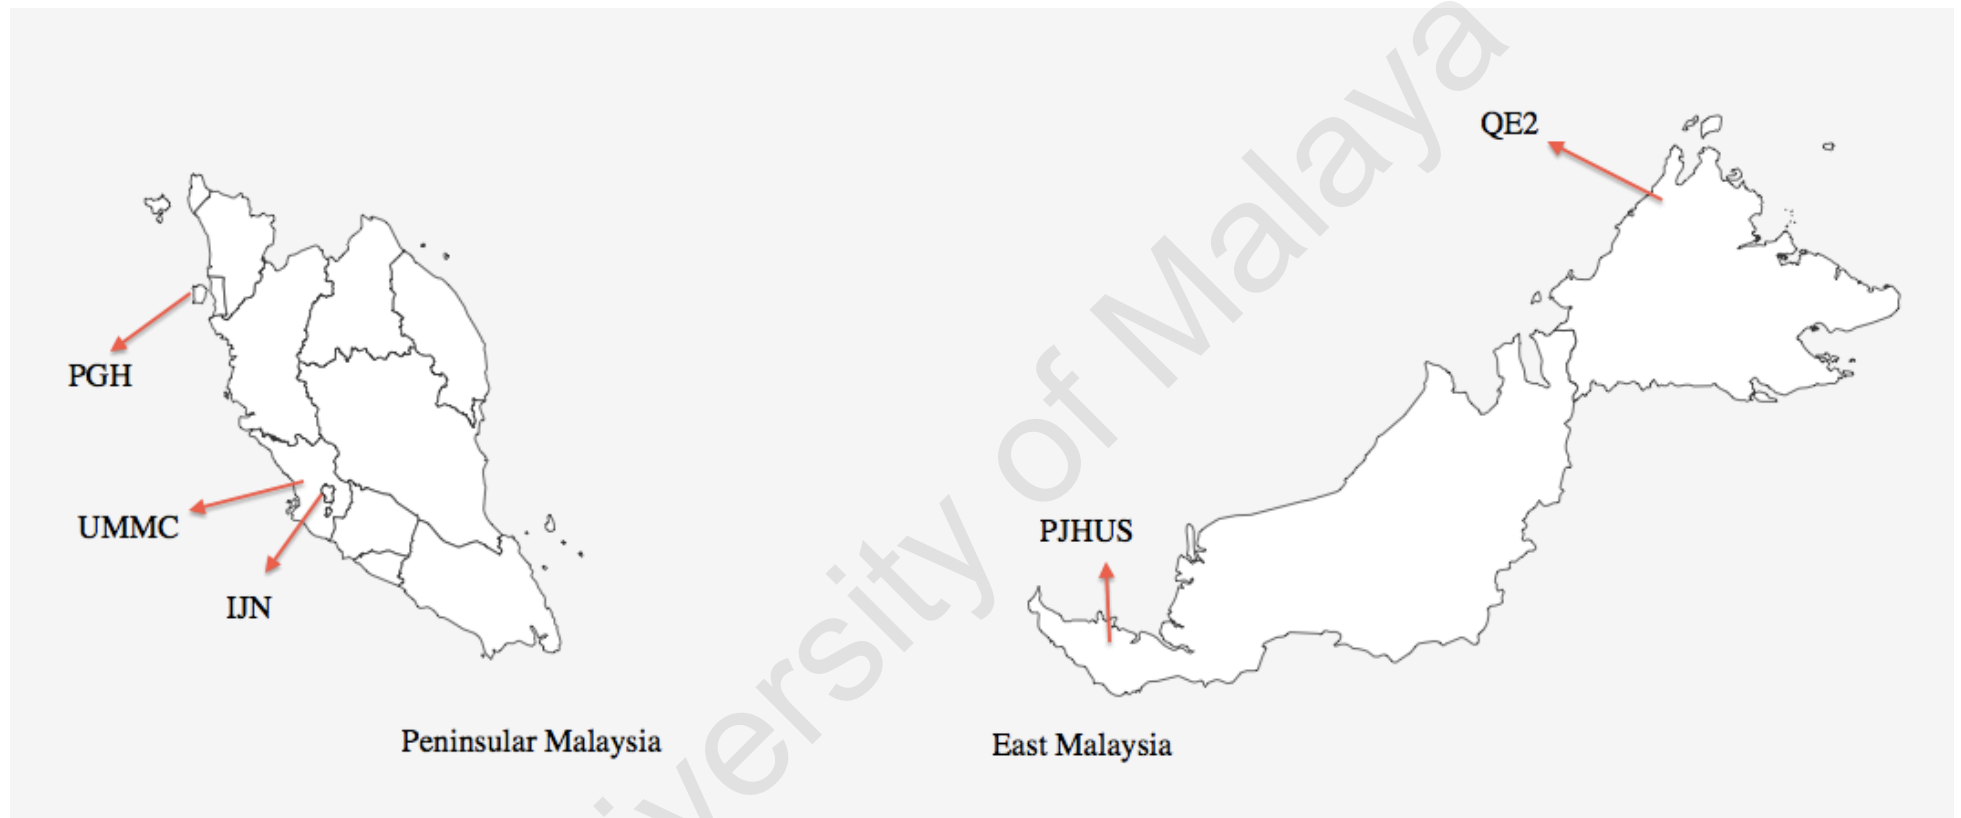 QE2
PGH
UMMC
PJHUS
IJN
Peninsular Malaysia
East Malaysia
University of Malaya